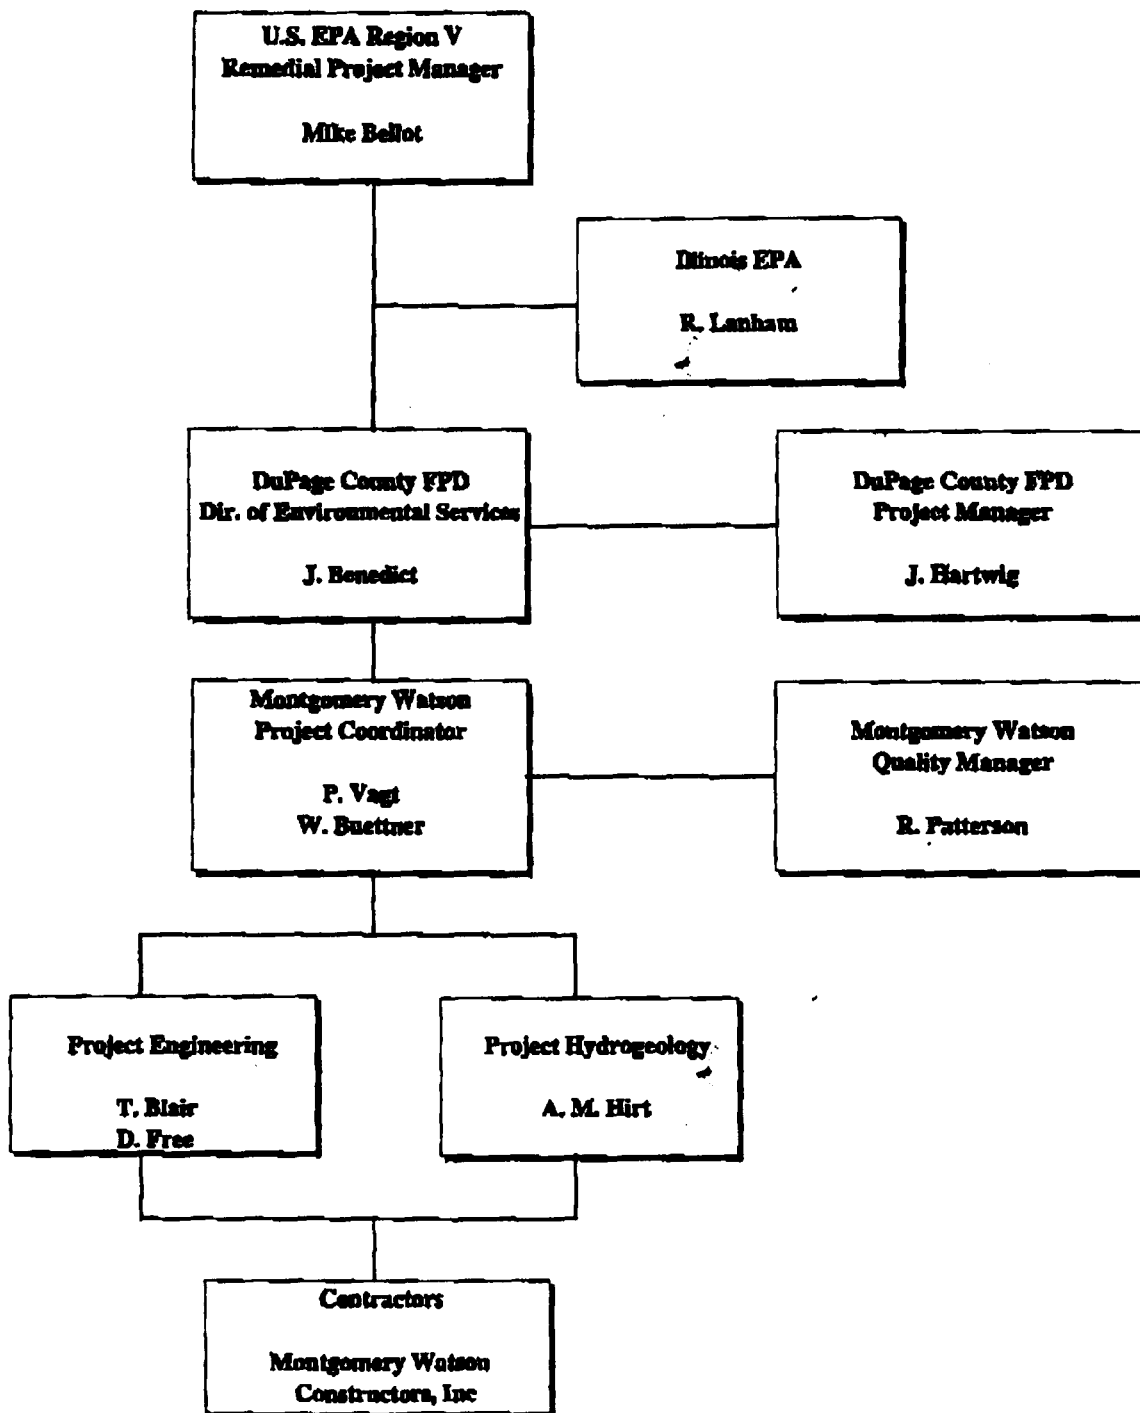 U.S. EPA Region V
Remedial Project Manager
Mike Bellot
Illinois EPA
R. Lanham
DuPage County FPD
Dir. of Environmental Services
J. Benedict
DuPage County FPD
Project Manager
J. Hartwig
Montgomery Watson
Project Coordinator
P. Vagt
W. Buettner
Montgomery Watson
Quality Manager
R. Patterson
Project Engineering
T. Blair
D. Free
Project Hydrogeology
A. M. Hirt
Contractors
Montgomery Watson
Constructors, Inc